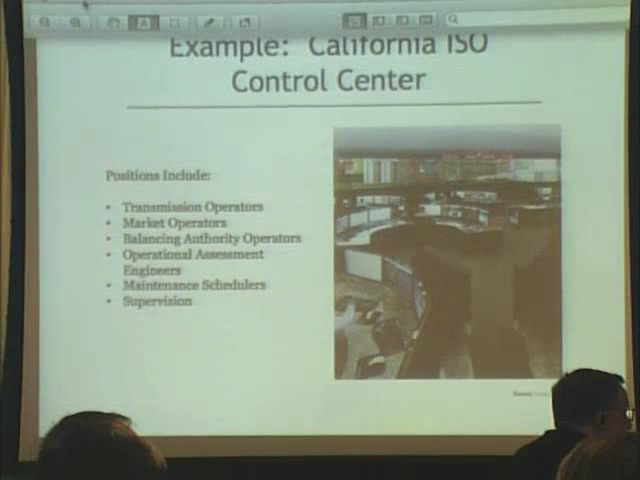 Example: California ISO
Control Center
Positions Include:
• Transmission Operators
• Market Operators
• Balancing Authority Operators
• Operational Assessment
Engineers
• Maintenance Schedulers
• Supervision